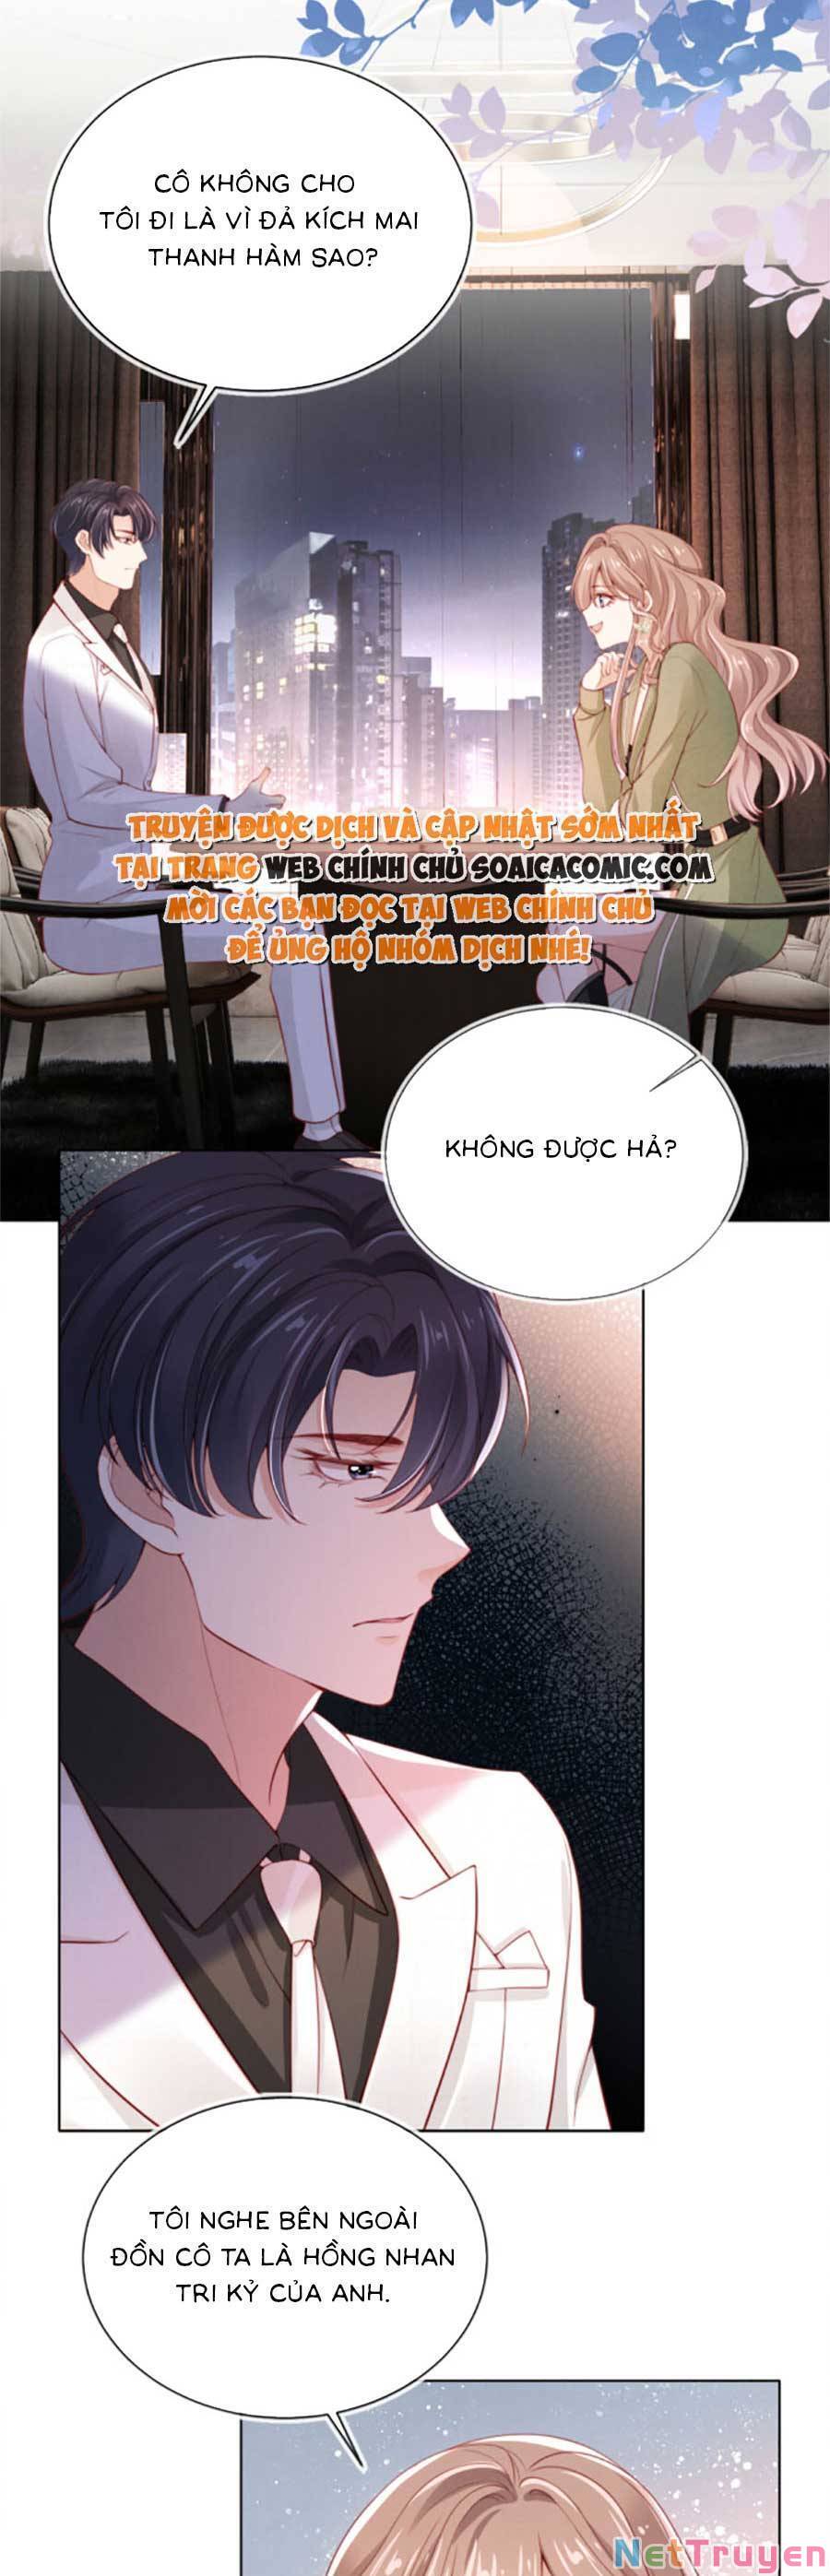 CÔ KHÔNG CHO
TÔI ĐI LÀ VÌ ĐẢ KÍCH MAI
THANH HÀM SAO?
TRUYỆN ĐƯỢC DỊCH VÀ CẬP NHẬT SỚM NHẤT
TẠI TRANG WEB CHÍNH CHỦ SOAICACOMIC.COM
MỜI CÁC BẠN ĐỌC TẠI WEB CHÍNH CHỦ
ĐỂ ỦNG HỘ NHÓM DỊCH NHÉ!
KHÔNG ĐƯỢC HẢ?
TÔI NGHE BÊN NGOÀI
ĐỒN CÔ TA LÀ HỒNG NHAN
TRI KỶ CỦA ANH.
NetTruyen